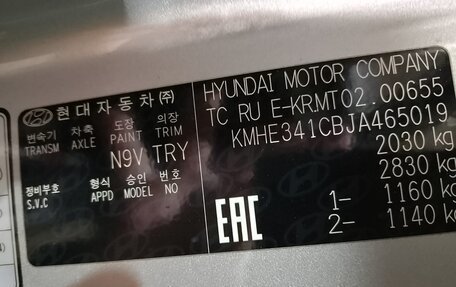 현대자동차(주)
변속기 차축 도장 외장
TRANSM AXLE PAINT TRIM
N9V TRY
정비부호 형식 승인 번호
S.V.C APPD MODEL NO
HYUNDAI MOTOR COMPANY
TC RU E-KR.MT02.00655
KMHE341CBJA465019
2030 kg
2830 kg
1- 1160 kg
2- 1140 kg
EAC